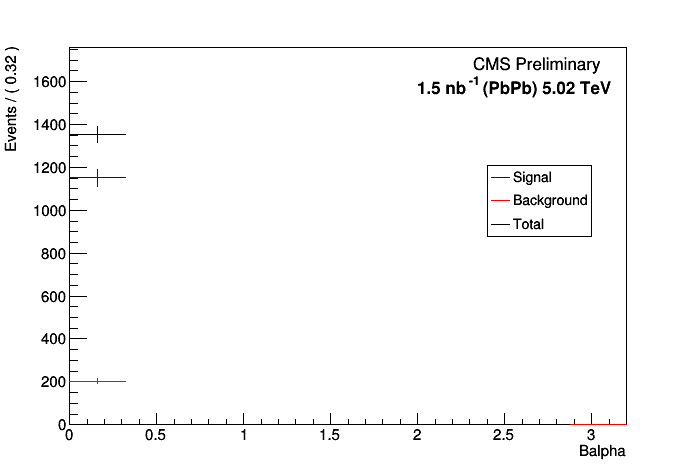 CMS Preliminary
1.5 nb-1 (PbPb) 5.02 TeV
Events / ( 0.32 )
1600
1400
1200
1000
800
600
400
200
0
Signal
Background
Total
0 0.5 1 1.5 2 2.5 3
Balpha